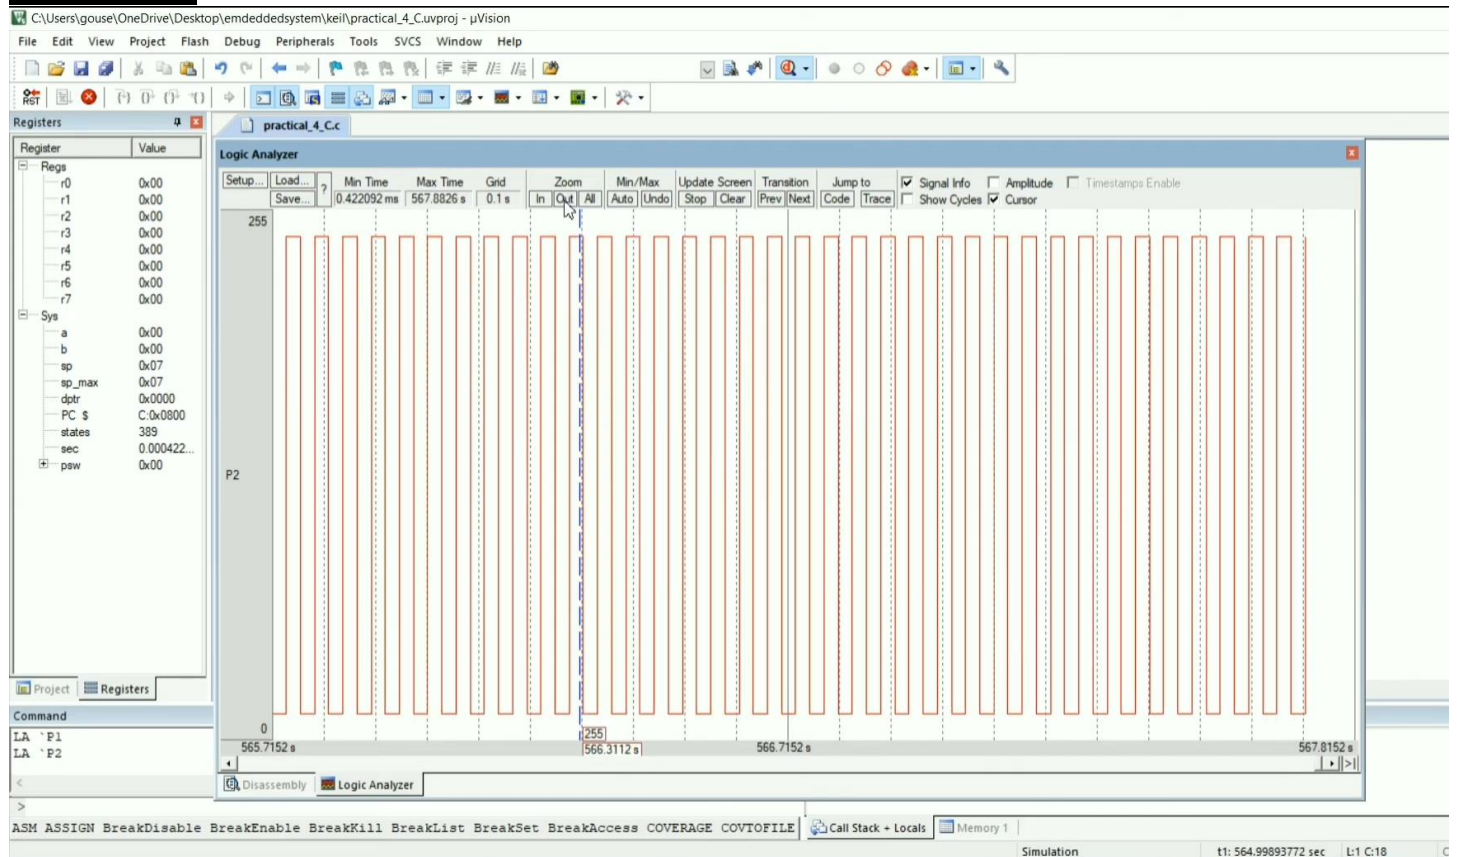 C:\Users\gouse\OneDrive\Desktop\emdeddedsystem\keil\practical_4_C.uvproj - µVision
File Edit View Project Flash Debug Peripherals Tools SVCS Window Help
RST
Registers
practical_4_C.c
Register Value
Regs
r0 0x00
r1 0x00
r2 0x00
r3 0x00
r4 0x00
r5 0x00
r6 0x00
r7 0x00
Sys
a 0x00
b 0x00
sp 0x07
sp_max 0x07
dptr 0x0000
PC $ C:0x0800
states 389
sec 0.000422...
psw 0x00
Project Registers
Logic Analyzer
Setup... Load... ? Min Time Max Time Grid Zoom Min/Max Update Screen Transition Jump to Signal Info Amplitude Timestamps Enable
Save... 0.422092 ms 567.8826 s 0.1 s In Out All Auto Undo Stop Clear Prev Next Code Trace Show Cycles Cursor
255
P2
0
255
565.7152 s 566.3112 s 566.7152 s 567.8152 s
Disassembly Logic Analyzer
Command
LA `P1
LA `P2
>
ASM ASSIGN BreakDisable BreakEnable BreakKill BreakList BreakSet BreakAccess COVERAGE COVTOFILE
Call Stack + Locals Memory 1
Simulation t1: 564.99893772 sec L:1 C:18